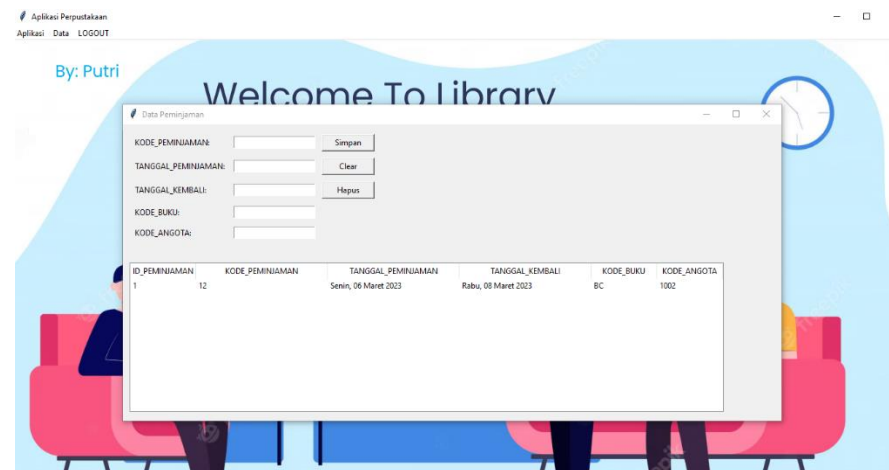 Aplikasi Perpustakaan
Aplikasi Data LOGOUT
By: Putri
Welcome To Library
Data Peminjaman
KODE_PEMINJAMAN: Simpan
TANGGAL_PEMINJAMAN: Clear
TANGGAL_KEMBALI: Hapus
KODE_BUKU:
KODE_ANGOTA:
ID_PEMINJAMAN KODE_PEMINJAMAN TANGGAL_PEMINJAMAN TANGGAL_KEMBALI KODE_BUKU KODE_ANGOTA
1 12 Senin, 06 Maret 2023 Rabu, 08 Maret 2023 BC 1002